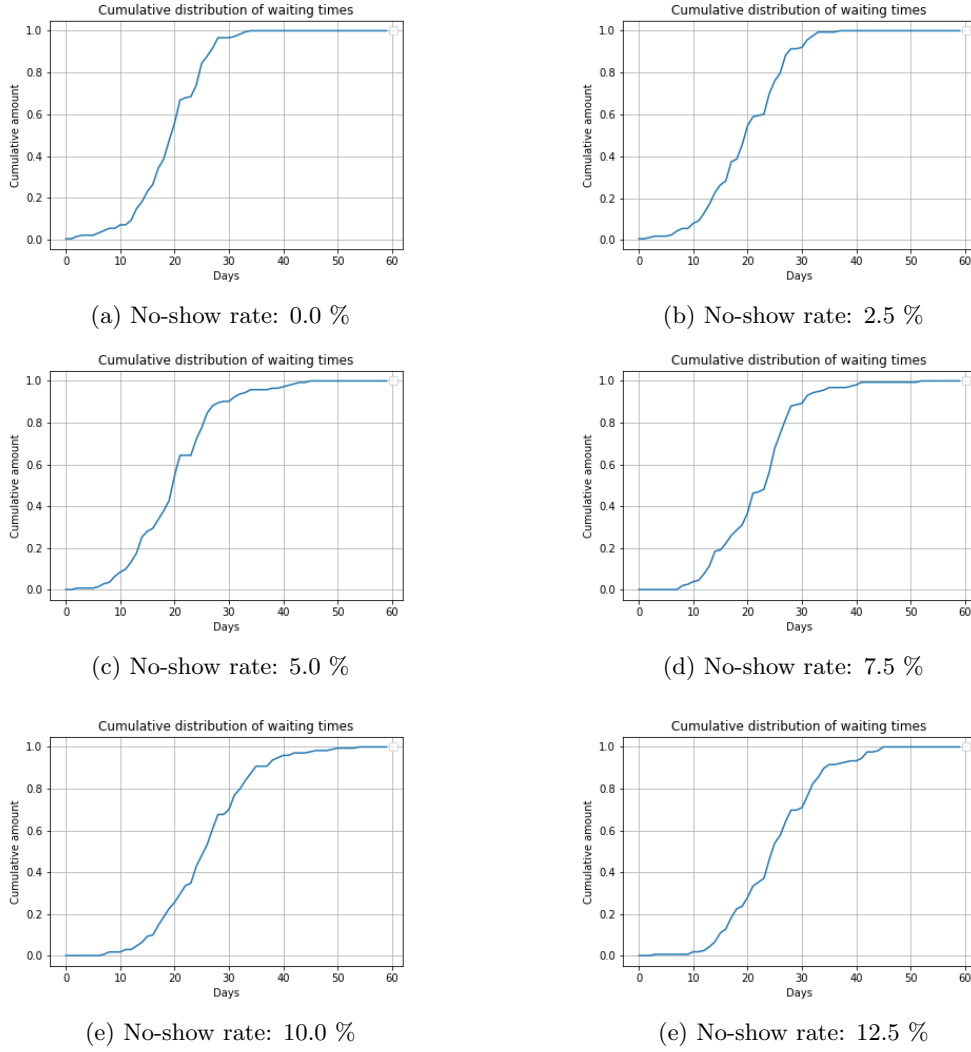 Cumulative distribution of waiting times
1.0
0.8
0.6
0.4
0.2
0.0
Cumulative amount
0 10 20 30 40 50 60
Days
(a) No-show rate: 0.0 %
Cumulative distribution of waiting times
1.0
0.8
0.6
0.4
0.2
0.0
Cumulative amount
0 10 20 30 40 50 60
Days
(b) No-show rate: 2.5 %
Cumulative distribution of waiting times
1.0
0.8
0.6
0.4
0.2
0.0
Cumulative amount
0 10 20 30 40 50 60
Days
(c) No-show rate: 5.0 %
Cumulative distribution of waiting times
1.0
0.8
0.6
0.4
0.2
0.0
Cumulative amount
0 10 20 30 40 50 60
Days
(d) No-show rate: 7.5 %
Cumulative distribution of waiting times
1.0
0.8
0.6
0.4
0.2
0.0
Cumulative amount
0 10 20 30 40 50 60
Days
(e) No-show rate: 10.0 %
Cumulative distribution of waiting times
1.0
0.8
0.6
0.4
0.2
0.0
Cumulative amount
0 10 20 30 40 50 60
Days
(e) No-show rate: 12.5 %